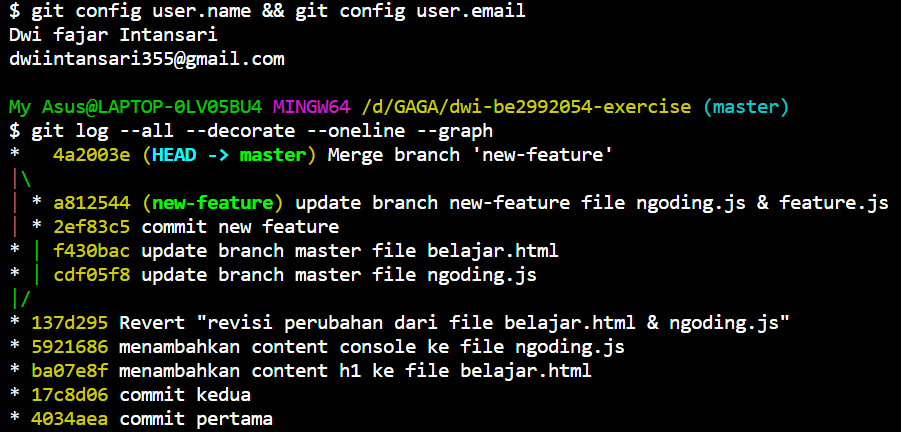 $ git config user.name && git config user.email
Dwi fajar Intansari
dwiintansari355@gmail.com
My Asus@LAPTOP-0LV05BU4 MINGW64 /d/GAGA/dwi-be2992054-exercise (master)
$ git log --all --decorate --oneline --graph
*   4a2003e (HEAD -> master) Merge branch 'new-feature'
|\
| * a812544 (new-feature) update branch new-feature file ngoding.js & feature.js
| * 2ef83c5 commit new feature
* | f430bac update branch master file belajar.html
* | cdf05f8 update branch master file ngoding.js
|/
* 137d295 Revert "revisi perubahan dari file belajar.html & ngoding.js"
* 5921686 menambahkan content console ke file ngoding.js
* ba07e8f menambahkan content h1 ke file belajar.html
* 17c8d06 commit kedua
* 4034aea commit pertama